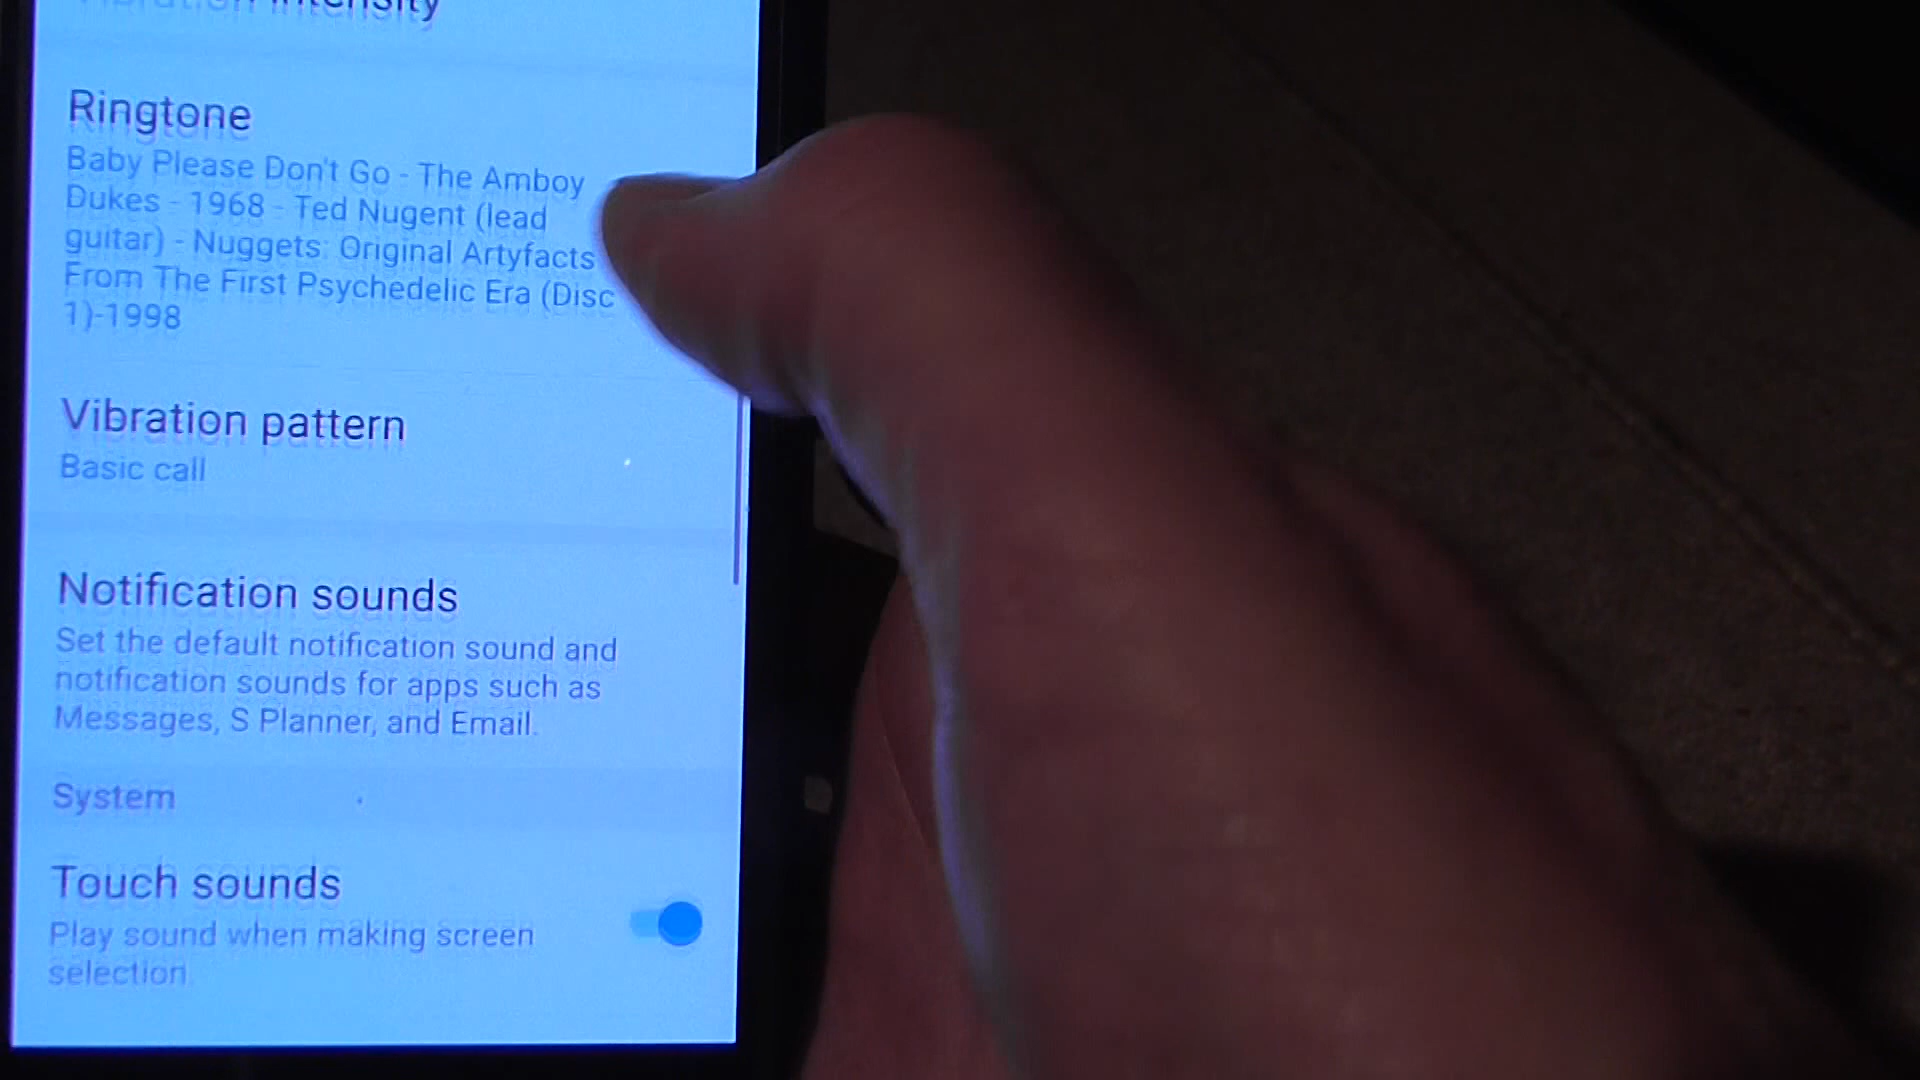 Vibration intensity
Ringtone
Baby Please Don't Go - The Amboy
Dukes - 1968 - Ted Nugent (lead
guitar) - Nuggets: Original Artyfacts
From The First Psychedelic Era (Disc
1)-1998
Vibration pattern
Basic call
Notification sounds
Set the default notification sound and
notification sounds for apps such as
Messages, S Planner, and Email.
System
Touch sounds
Play sound when making screen
selection.